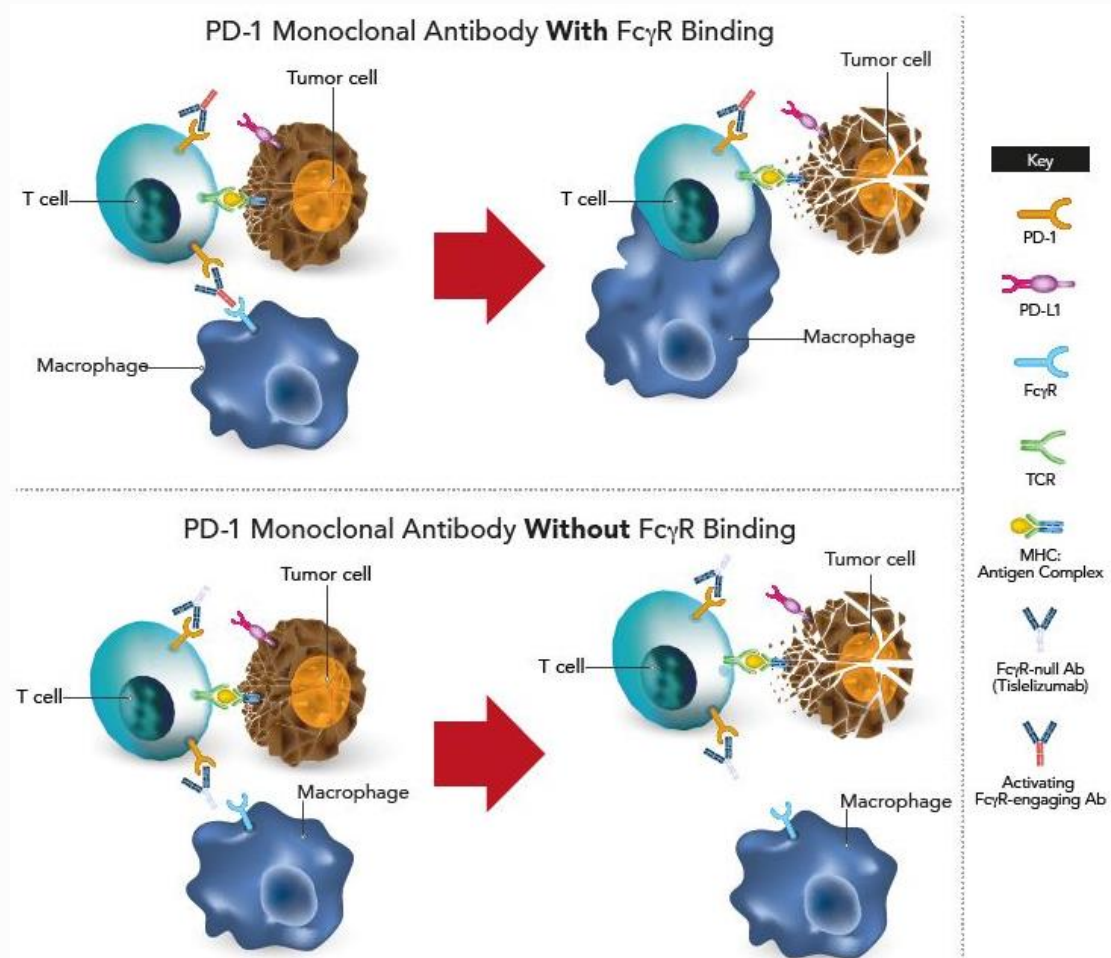 PD-1 Monoclonal Antibody With FcγR Binding
Tumor cell
T cell
Macrophage
Tumor cell
T cell
Macrophage
PD-1 Monoclonal Antibody Without FcγR Binding
Tumor cell
T cell
Macrophage
Tumor cell
T cell
Macrophage
Key
PD-1
PD-L1
FcγR
TCR
MHC:
Antigen Complex
FcγR-null Ab
(Tislelizumab)
Activating
FcγR-engaging Ab